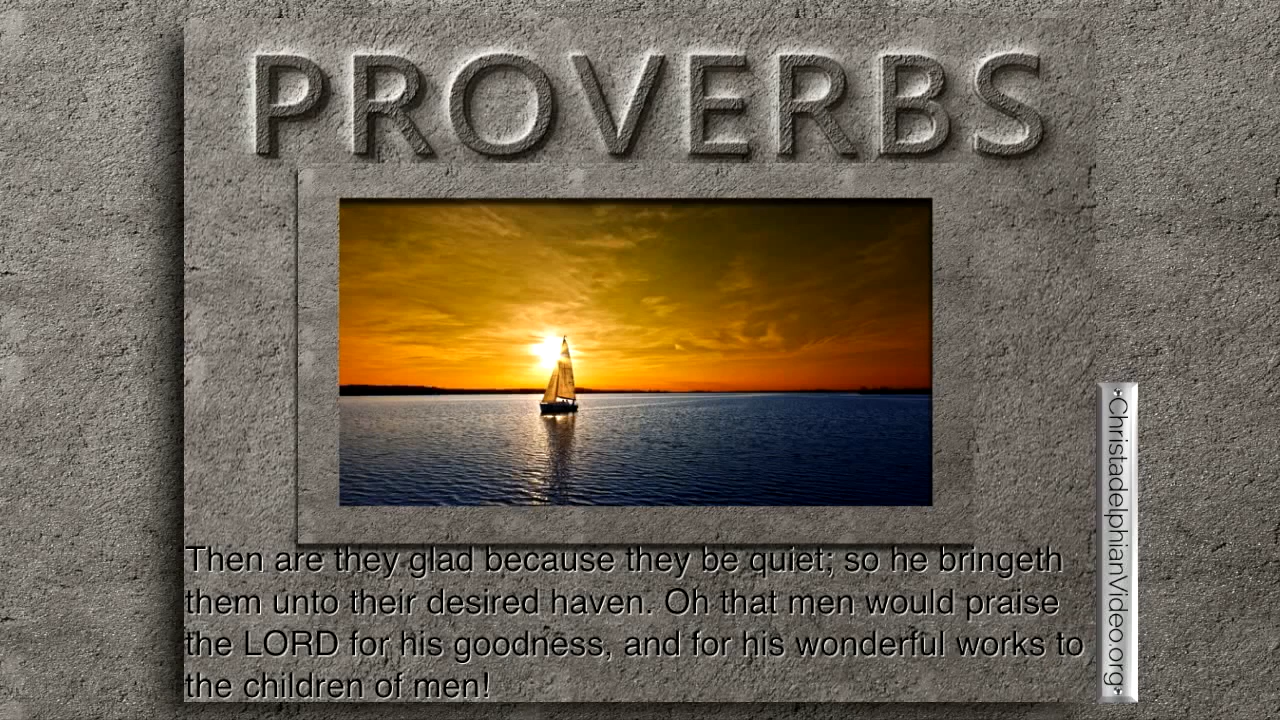 PROVERBS
Then are they glad because they be quiet; so he bringeth
them unto their desired haven. Oh that men would praise
the LORD for his goodness, and for his wonderful works to
the children of men!
ChristadelphianVideo.org